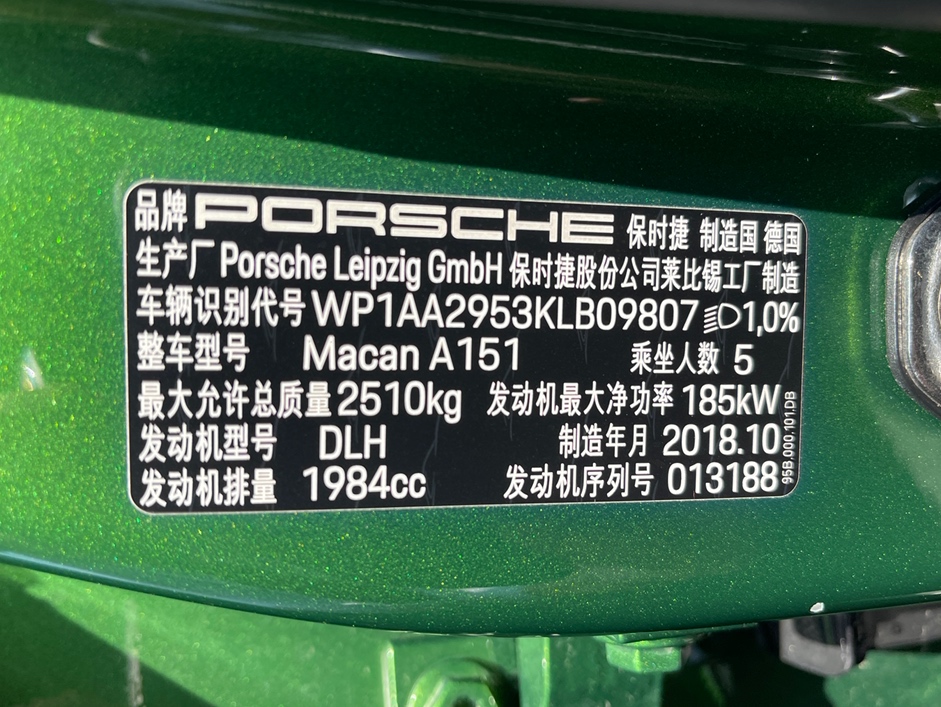 品牌 PORSCHE 保时捷 制造国 德国
生产厂 Porsche Leipzig GmbH 保时捷股份公司莱比锡工厂制造
车辆识别代号 WP1AA2953KLB09807 1,0%
整车型号 Macan A151 乘坐人数 5
最大允许总质量 2510kg 发动机最大净功率 185kW
发动机型号 DLH 制造年月 2018.10
发动机排量 1984cc 发动机序列号 013188
95B.000.101.DB